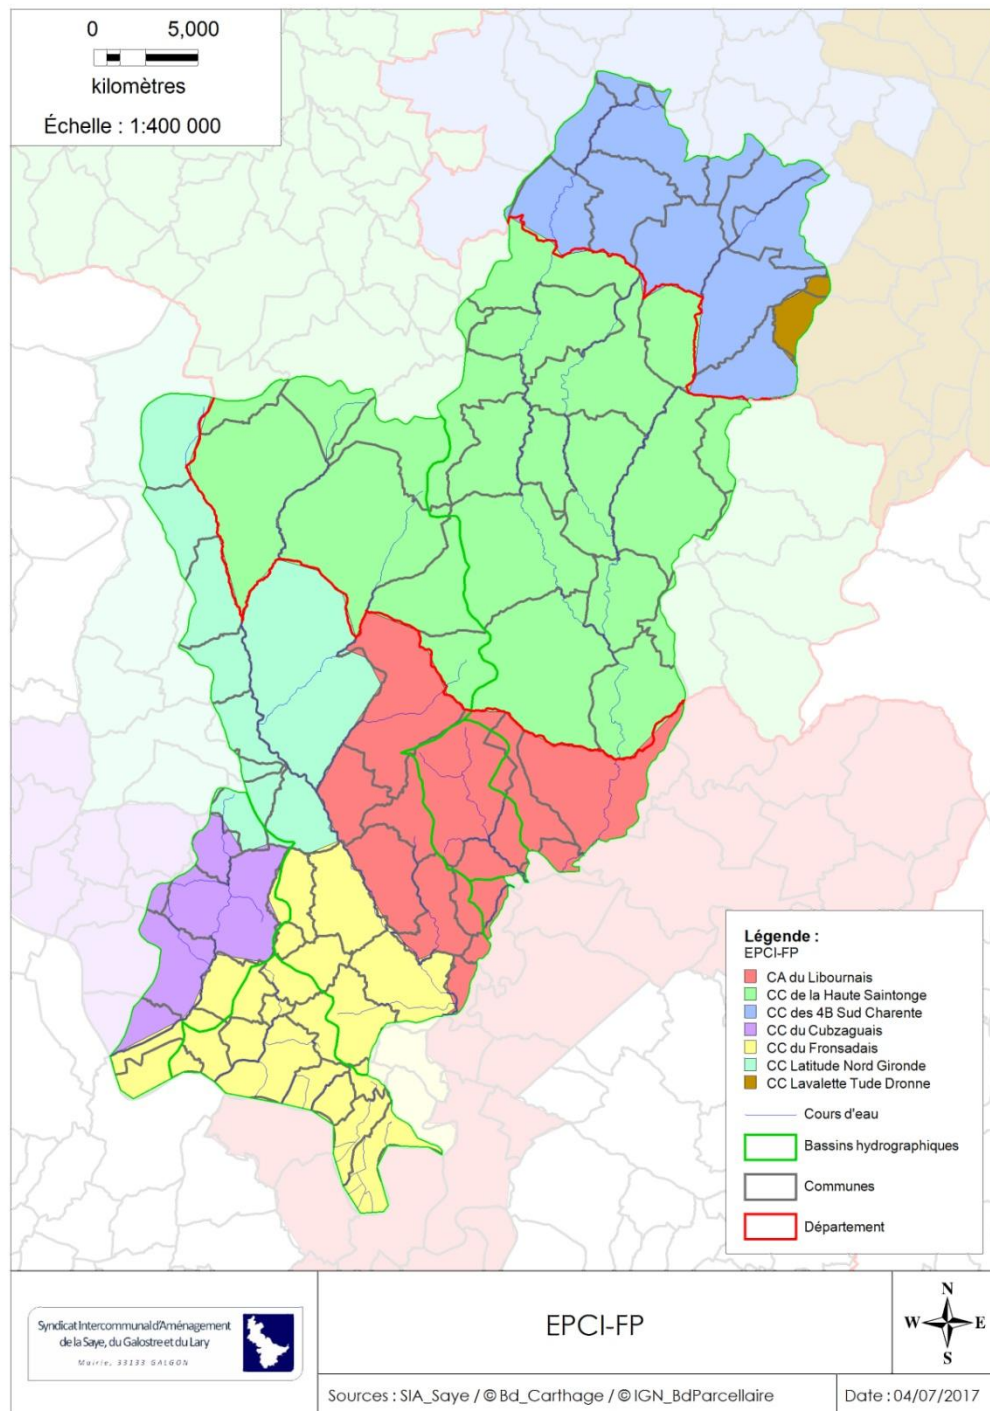 0 5,000
kilomètres
Échelle : 1:400 000
Légende :
EPCI-FP
CA du Libournais
CC de la Haute Saintonge
CC des 4B Sud Charente
CC du Cubzaguais
CC du Fronsadais
CC Latitude Nord Gironde
CC Lavalette Tude Dronne
Cours d'eau
Bassins hydrographiques
Communes
Département
Syndicat Intercommunal d'Aménagement
de la Saye, du Galostre et du Lary
Mairie, 33133 GALGON
EPCI-FP
N
W E
S
Sources : SIA_Saye / © Bd_Carthage / © IGN_BdParcellaire
Date : 04/07/2017